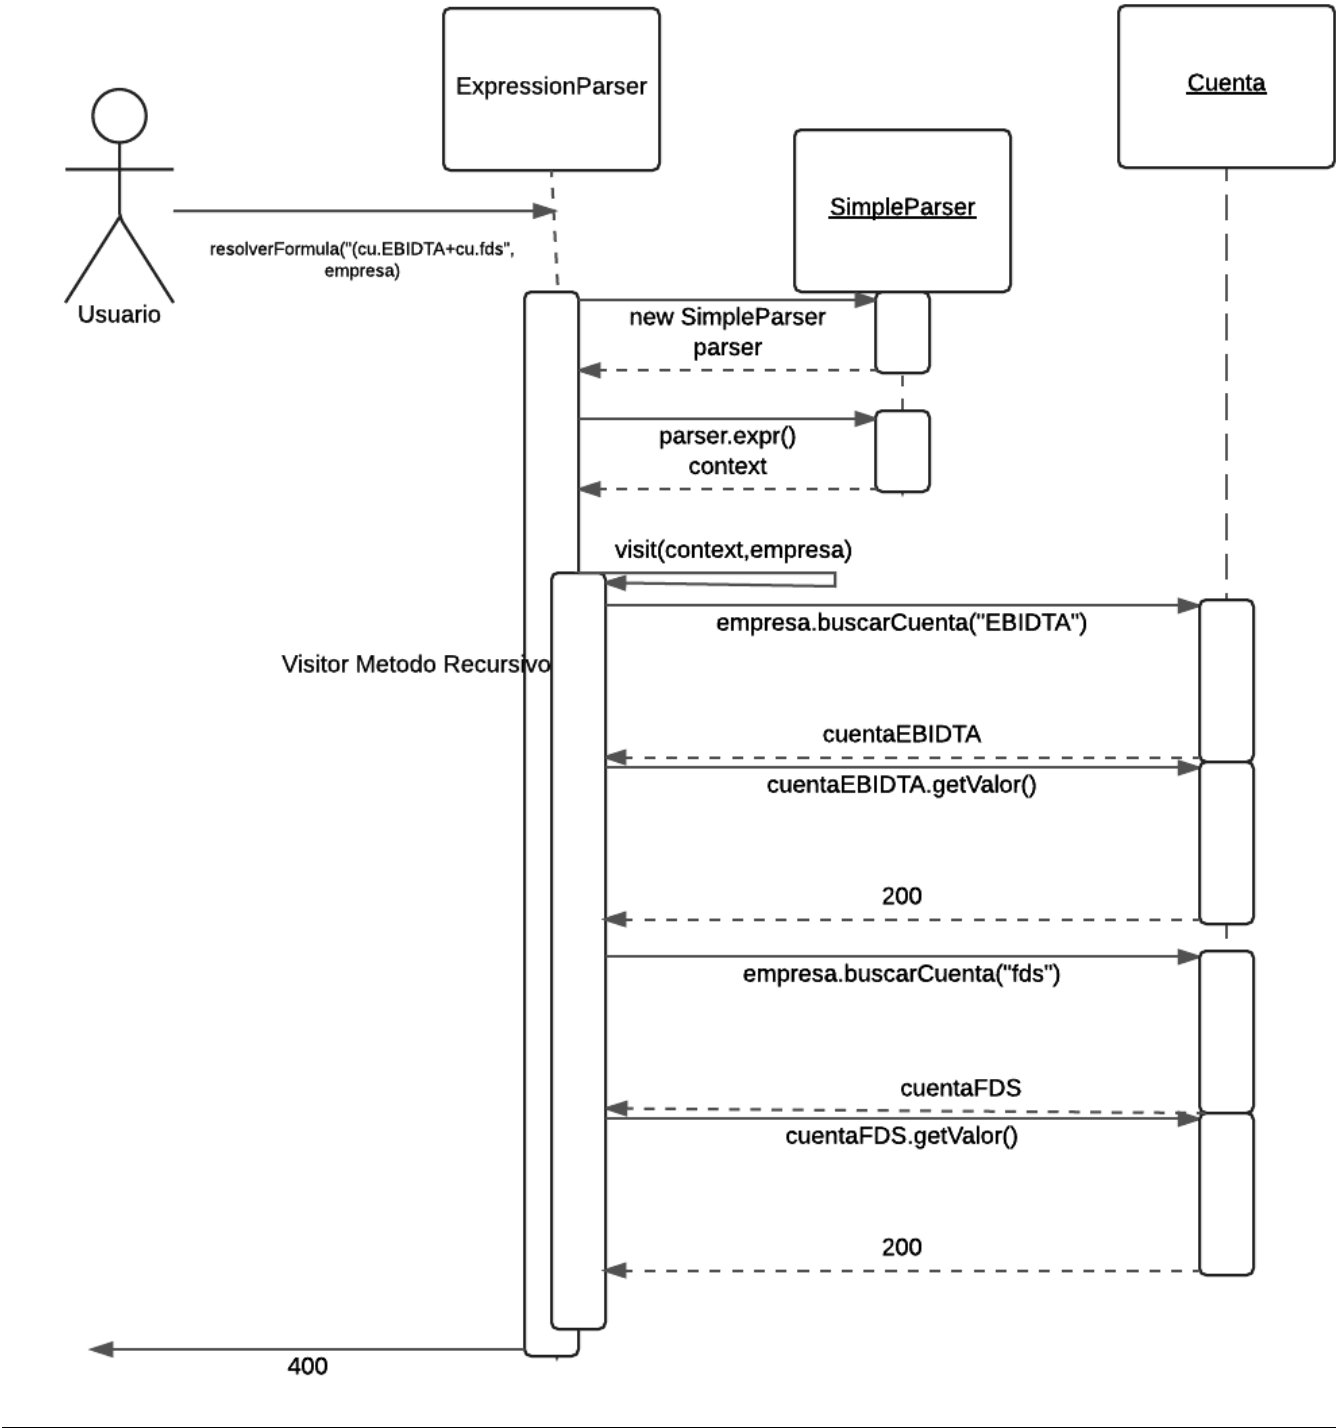 ExpressionParser
Cuenta
SimpleParser
resolverFormula("(cu.EBIDTA+cu.fds",
empresa)
Usuario
new SimpleParser
parser
parser.expr()
context
visit(context,empresa)
empresa.buscarCuenta("EBIDTA")
Visitor Metodo Recursivo
cuentaEBIDTA
cuentaEBIDTA.getValor()
200
empresa.buscarCuenta("fds")
cuentaFDS
cuentaFDS.getValor()
200
400